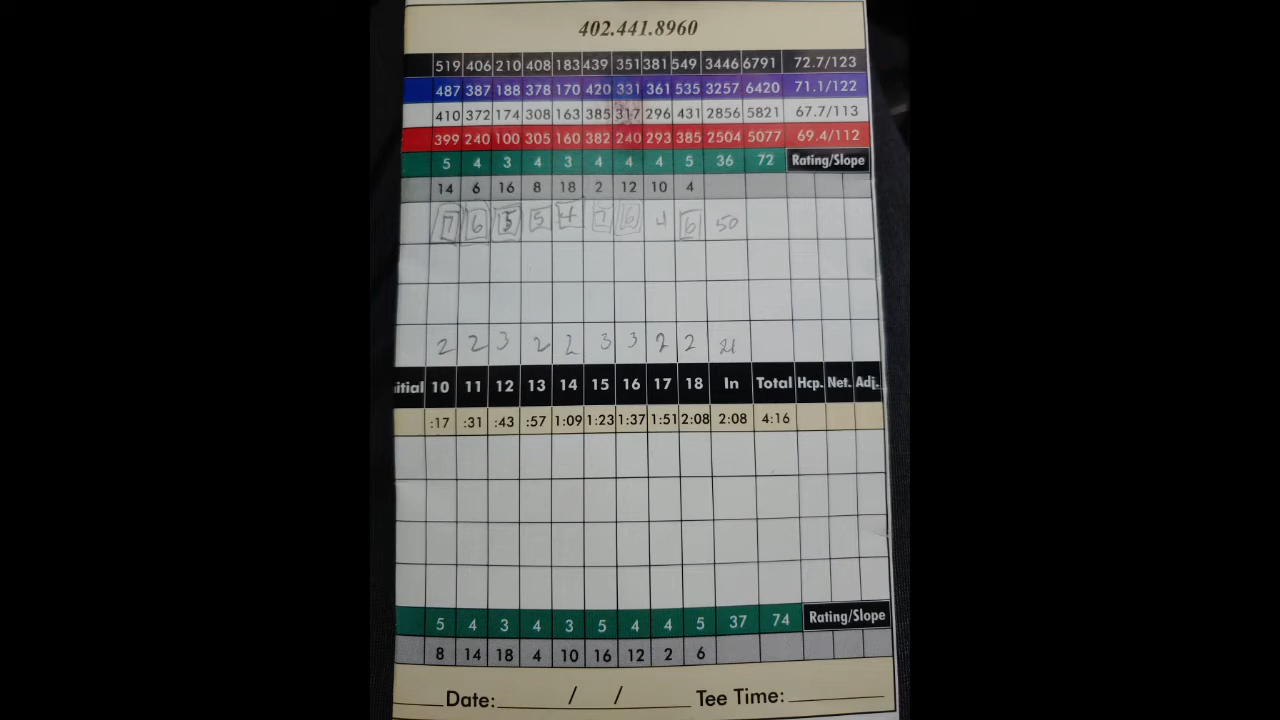 402.441.8960
519 406 210 408 183 439 351 381 549 3446 6791 72.7/123
487 387 188 378 170 420 331 361 535 3257 6420 71.1/122
410 372 174 308 163 385 317 296 431 2856 5821 67.7/113
399 240 100 305 160 382 240 293 385 2504 5077 69.4/112
5 4 3 4 3 4 4 4 5 36 72 Rating/Slope
14 6 16 8 18 2 12 10 4
7 6 5 5 4 7 6 4 6 50
2 2 3 2 2 3 3 2 2 21
itial 10 11 12 13 14 15 16 17 18 In Total Hcp. Net. Adj.
:17 :31 :43 :57 1:09 1:23 1:37 1:51 2:08 2:08 4:16
5 4 3 4 3 5 4 4 5 37 74 Rating/Slope
8 14 18 4 10 16 12 2 6
Date: / / Tee Time: